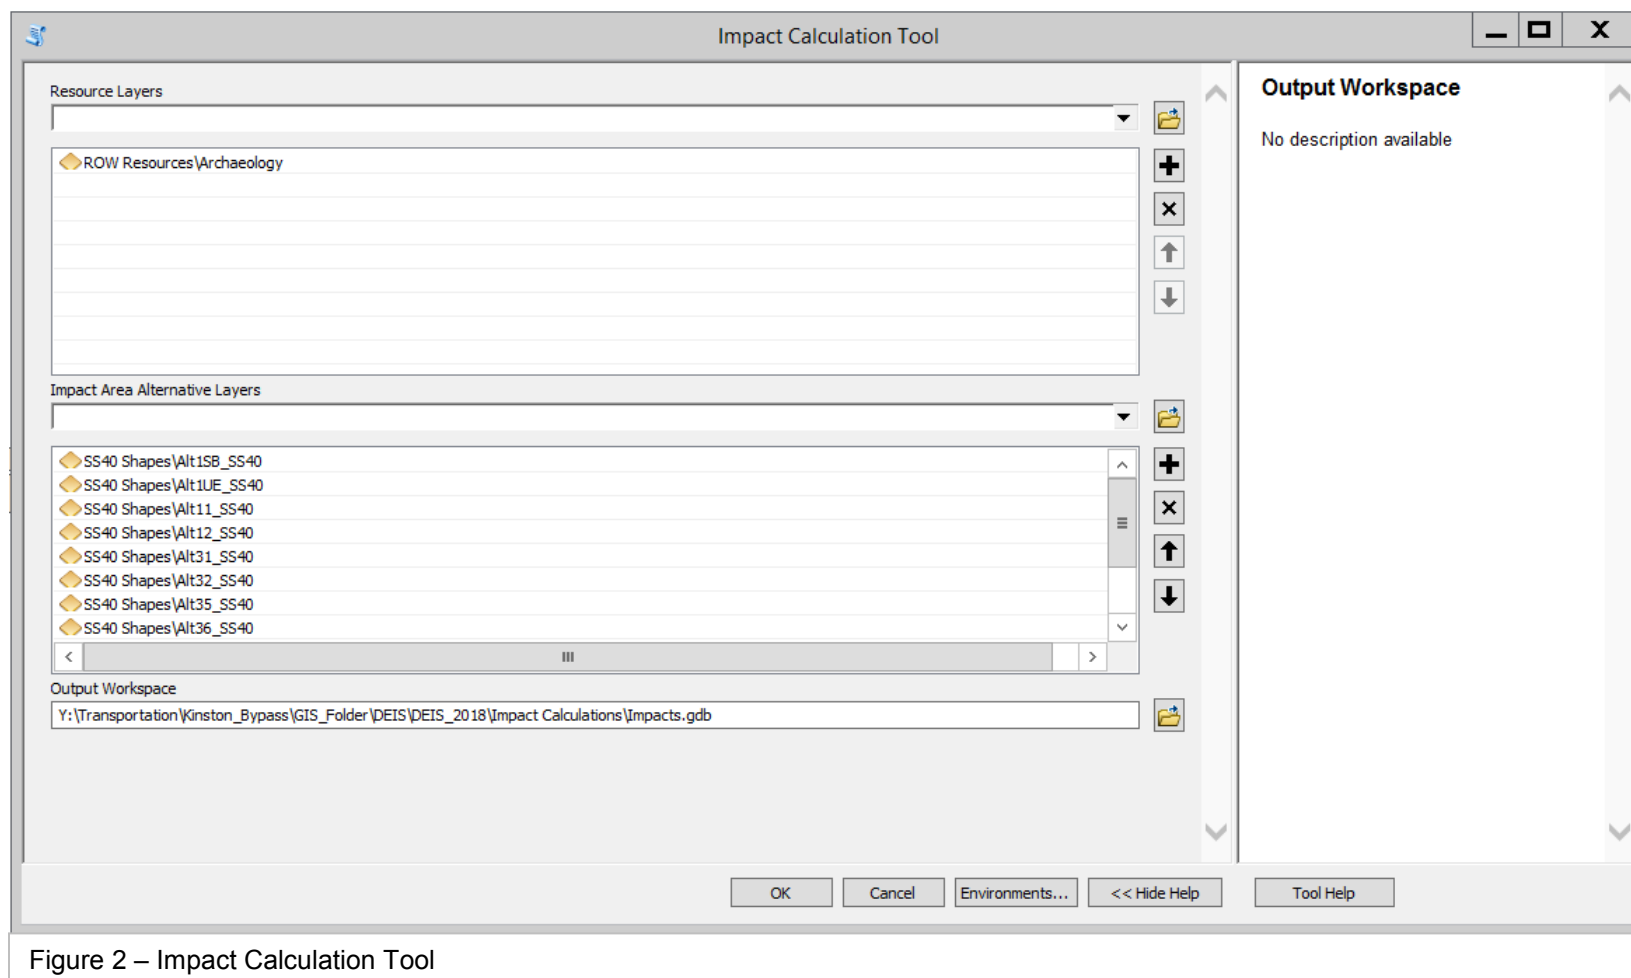 Impact Calculation Tool
Resource Layers
ROW Resources\Archaeology
Impact Area Alternative Layers
SS40 Shapes\Alt1SB_SS40
SS40 Shapes\Alt1UE_SS40
SS40 Shapes\Alt11_SS40
SS40 Shapes\Alt12_SS40
SS40 Shapes\Alt31_SS40
SS40 Shapes\Alt32_SS40
SS40 Shapes\Alt35_SS40
SS40 Shapes\Alt36_SS40
Output Workspace
Y:\Transportation\Kinston_Bypass\GIS_Folder\DEIS\DEIS_2018\Impact Calculations\Impacts.gdb
Output Workspace
No description available
OK
Cancel
Environments...
<< Hide Help
Tool Help
Figure 2 – Impact Calculation Tool